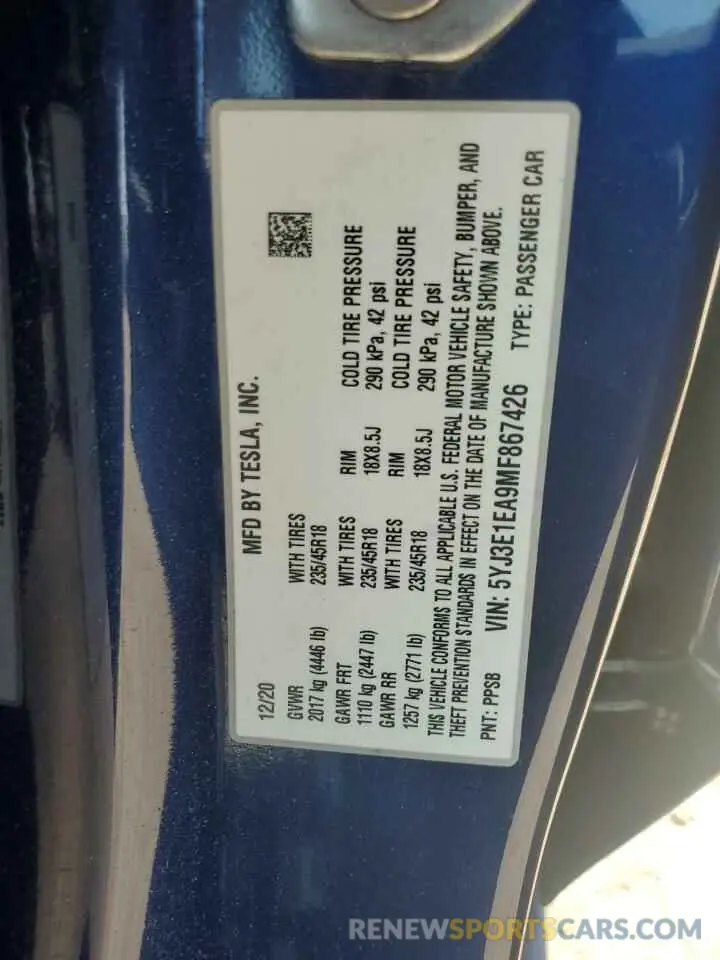 MFD BY TESLA, INC.
12/20
GVWR WITH TIRES
2017 kg (4446 lb) 235/45R18
GAWR FRT WITH TIRES RIM COLD TIRE PRESSURE
1110 kg (2447 lb) 235/45R18 18X8.5J 290 kPa, 42 psi
GAWR RR WITH TIRES RIM COLD TIRE PRESSURE
1257 kg (2771 lb) 235/45R18 18X8.5J 290 kPa, 42 psi
THIS VEHICLE CONFORMS TO ALL APPLICABLE U.S. FEDERAL MOTOR VEHICLE SAFETY, BUMPER, AND
THEFT PREVENTION STANDARDS IN EFFECT ON THE DATE OF MANUFACTURE SHOWN ABOVE.
PNT: PPSB VIN: 5YJ3E1EA9MF867426 TYPE: PASSENGER CAR
RENEWSPORTSCARS.COM